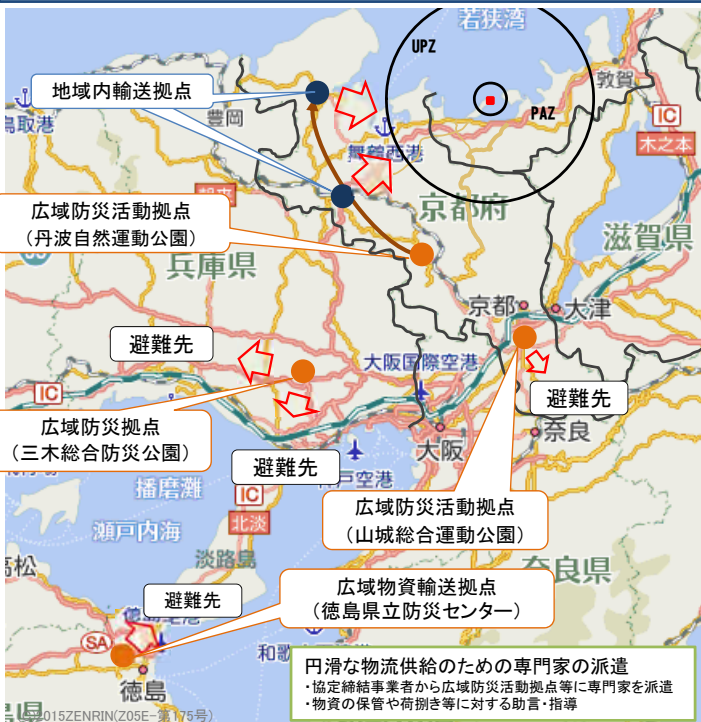 若狭湾
UPZ
敦賀
地域内輸送拠点
豊岡
PAZ
IC
木之本
舞鶴西港
広域防災活動拠点
(丹波自然運動公園)
京都府
滋賀県
兵庫県
京都
大津
避難先
大阪国際空港
IC
避難先
広域防災拠点
(三木総合防災公園)
大阪
奈良
避難先
播磨灘
IC
北淡
広域防災活動拠点
(山城総合運動公園)
瀬戸内海
淡路島
奈良県
避難先
広域物資輸送拠点
(徳島県立防災センター)
SA
徳島
円滑な物流供給のための専門家の派遣
・協定締結事業者から広域防災活動拠点等に専門家を派遣
・物資の保管や荷捌き等に対する助言・指導
2015ZENRIN(Z05E-第175号)